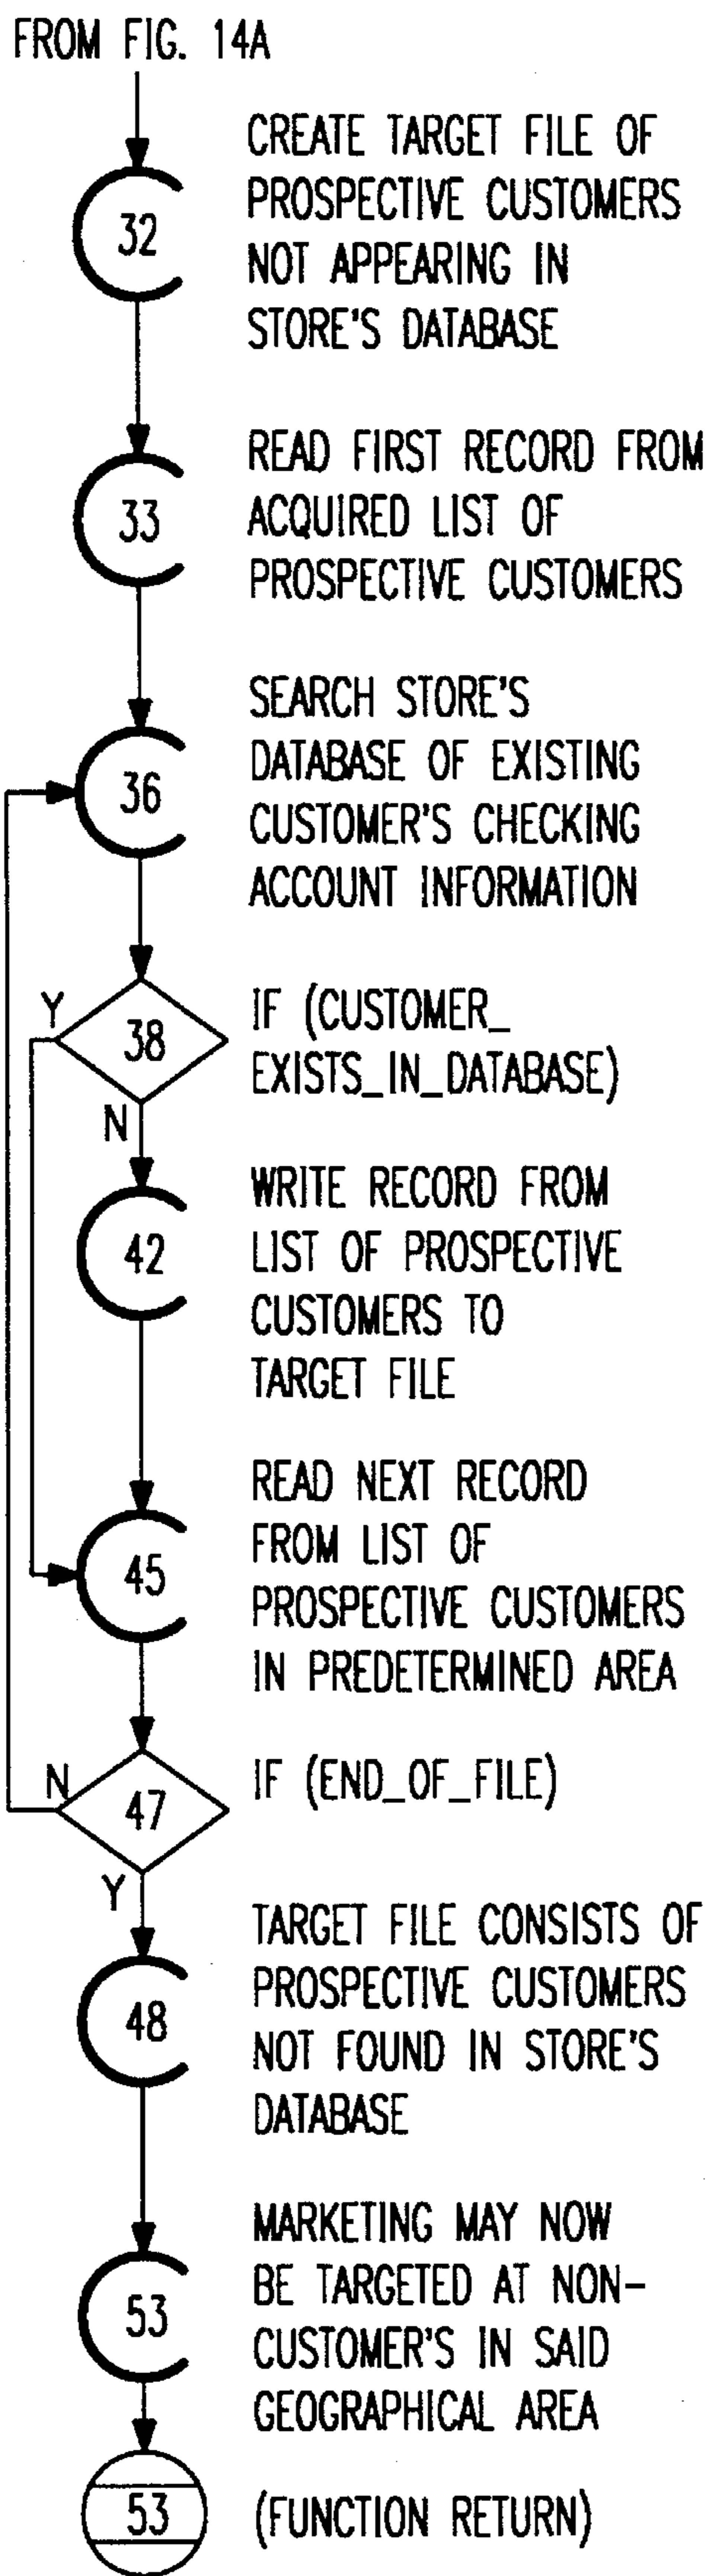 FROM FIG. 14A
32
CREATE TARGET FILE OF
PROSPECTIVE CUSTOMERS
NOT APPEARING IN
STORE'S DATABASE
33
READ FIRST RECORD FROM
ACQUIRED LIST OF
PROSPECTIVE CUSTOMERS
36
SEARCH STORE'S
DATABASE OF EXISTING
CUSTOMER'S CHECKING
ACCOUNT INFORMATION
Y
38
N
IF (CUSTOMER_
EXISTS_IN_DATABASE)
42
WRITE RECORD FROM
LIST OF PROSPECTIVE
CUSTOMERS TO
TARGET FILE
45
READ NEXT RECORD
FROM LIST OF
PROSPECTIVE CUSTOMERS
IN PREDETERMINED AREA
N
47
Y
IF (END_OF_FILE)
48
TARGET FILE CONSISTS OF
PROSPECTIVE CUSTOMERS
NOT FOUND IN STORE'S
DATABASE
53
MARKETING MAY NOW
BE TARGETED AT NON-
CUSTOMER'S IN SAID
GEOGRAPHICAL AREA
53
(FUNCTION RETURN)